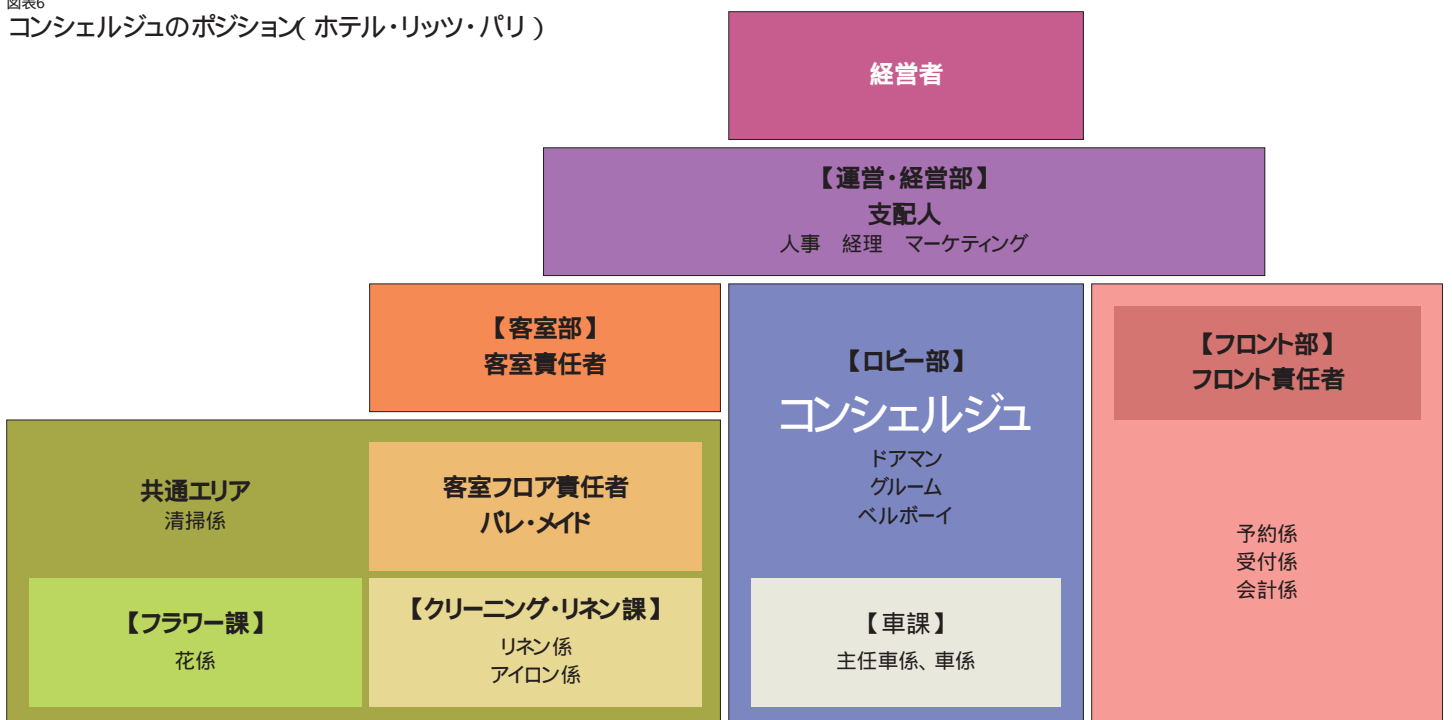 図表6
コンシェルジュのポジション(ホテル・リッツ・パリ)
経営者
【運営・経営部】
支配人
人事 経理 マーケティング
【客室部】
客室責任者
【ロビー部】
コンシェルジュ
ドアマン
グルーム
ベルボーイ
【フロント部】
フロント責任者
予約係
受付係
会計係
共通エリア
清掃係
客室フロア責任者
バレ・メイド
【フラワー課】
花係
【クリーニング・リネン課】
リネン係
アイロン係
【車課】
主任車係、車係